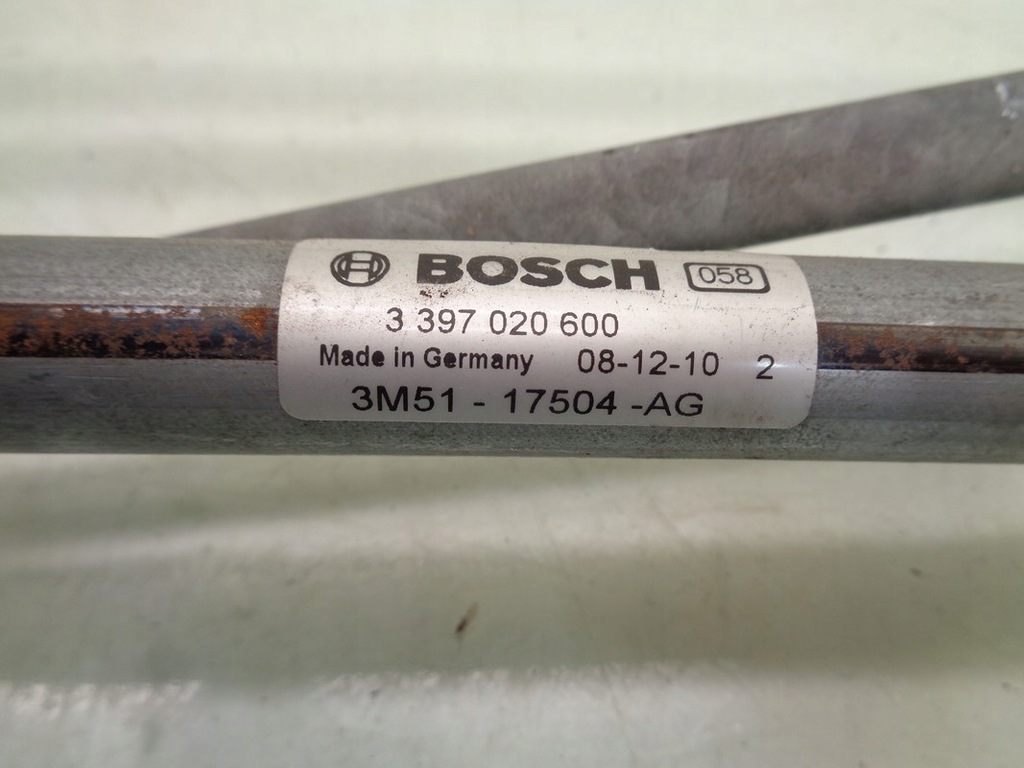 BOSCH 058
3 397 020 600
Made in Germany 08-12-10 2
3M51 - 17504 -AG